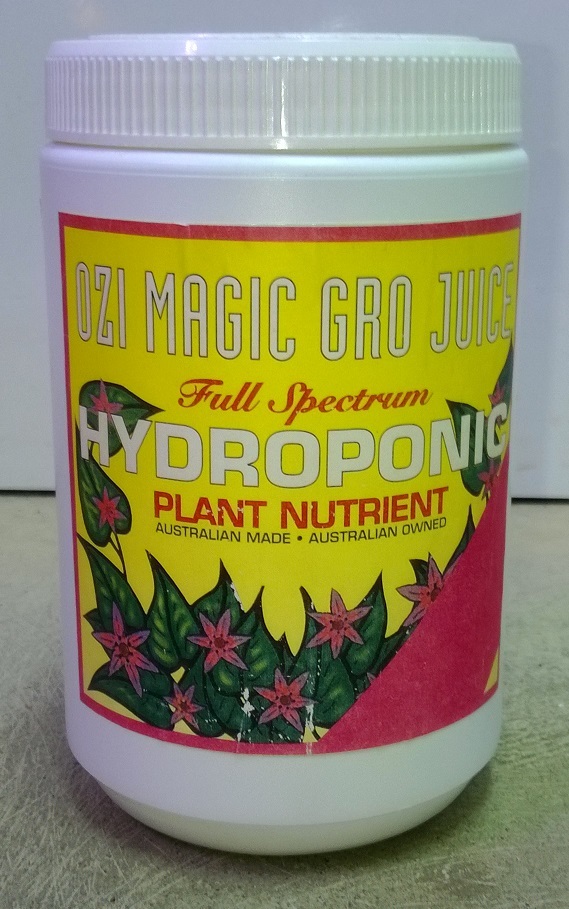 OZI MAGIC GRO JUICE
Full Spectrum
HYDROPONIC
PLANT NUTRIENT
AUSTRALIAN MADE • AUSTRALIAN OWNED